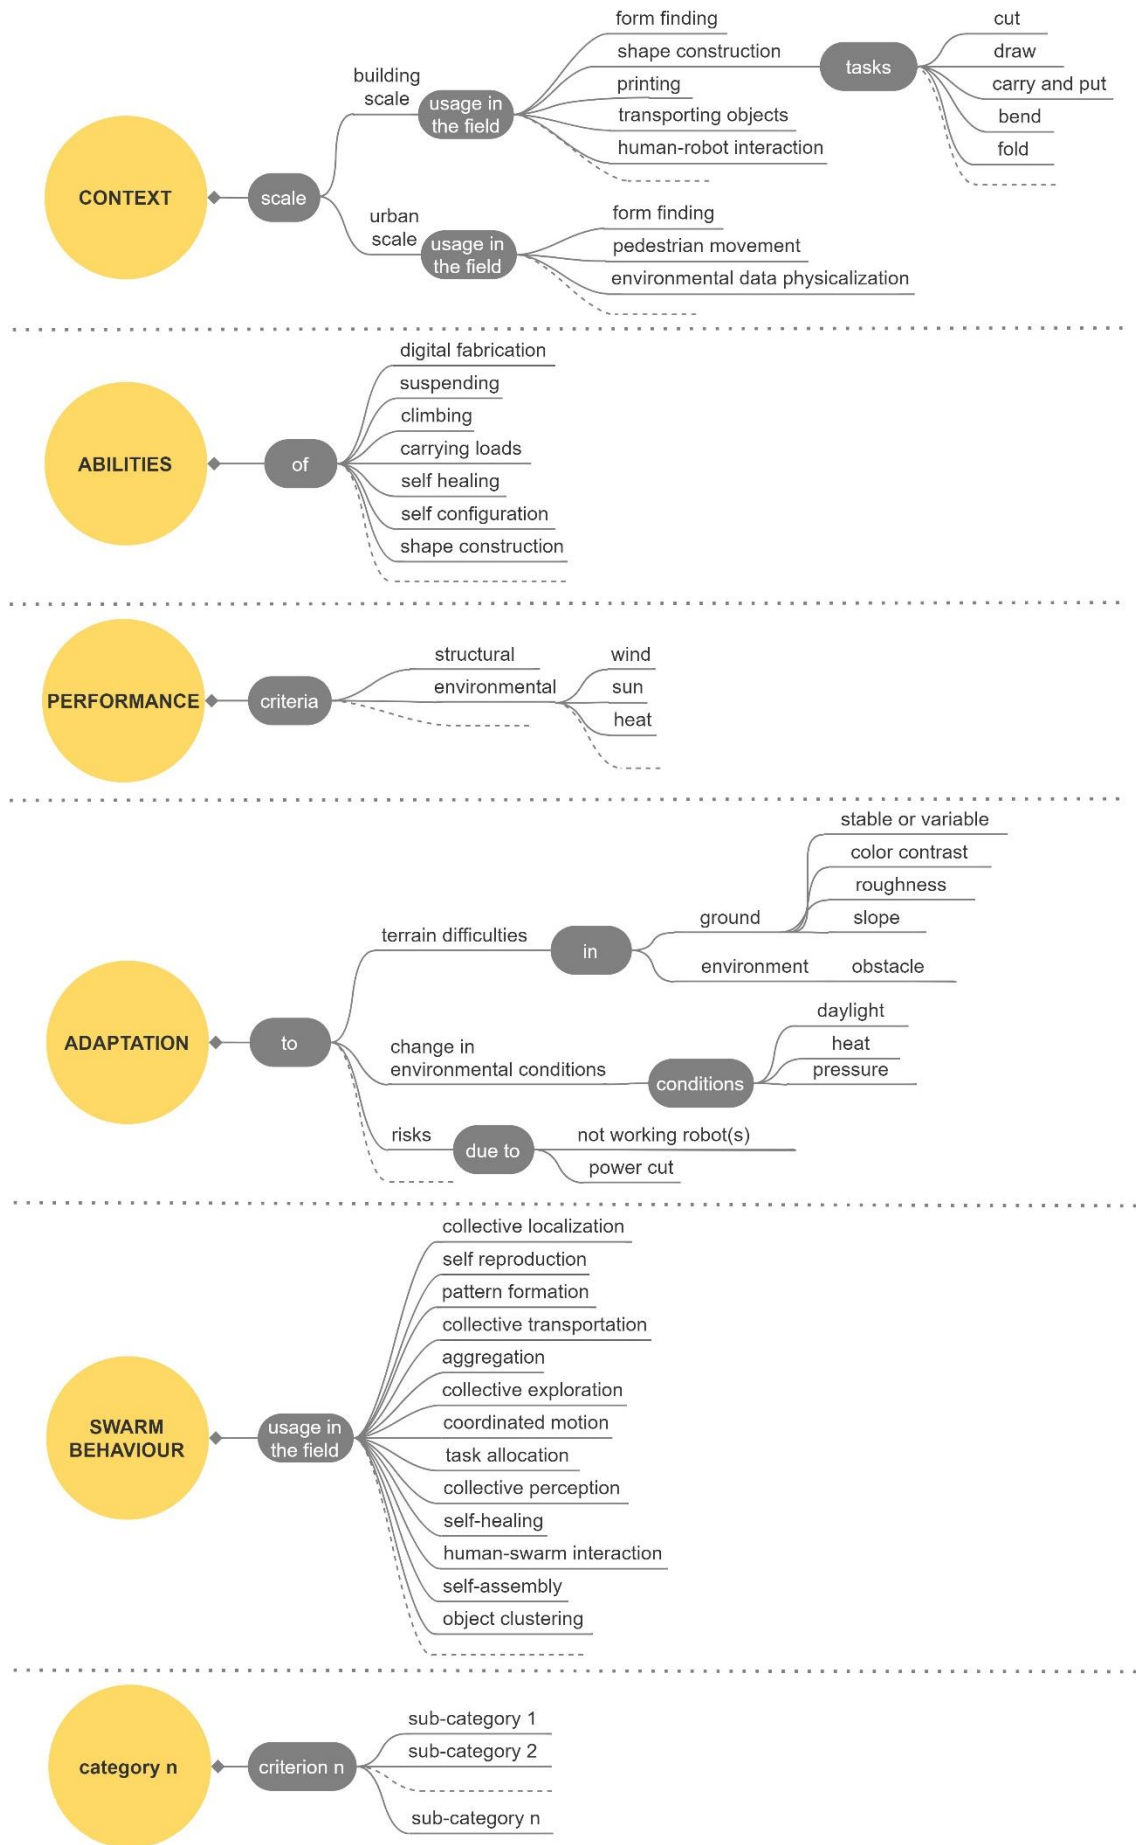 CONTEXT
scale
building
scale
usage in
the field
form finding
shape construction
printing
transporting objects
human-robot interaction
tasks
cut
draw
carry and put
bend
fold
urban
scale
usage in
the field
form finding
pedestrian movement
environmental data physicalization
ABILITIES
of
digital fabrication
suspending
climbing
carrying loads
self healing
self configuration
shape construction
PERFORMANCE
criteria
structural
environmental
wind
sun
heat
ADAPTATION
to
terrain difficulties
in
ground
stable or variable
color contrast
roughness
slope
environment
obstacle
change in
environmental conditions
conditions
daylight
heat
pressure
risks
due to
not working robot(s)
power cut
SWARM
BEHAVIOUR
usage in
the field
collective localization
self reproduction
pattern formation
collective transportation
aggregation
collective exploration
coordinated motion
task allocation
collective perception
self-healing
human-swarm interaction
self-assembly
object clustering
category n
criterion n
sub-category 1
sub-category 2
sub-category n